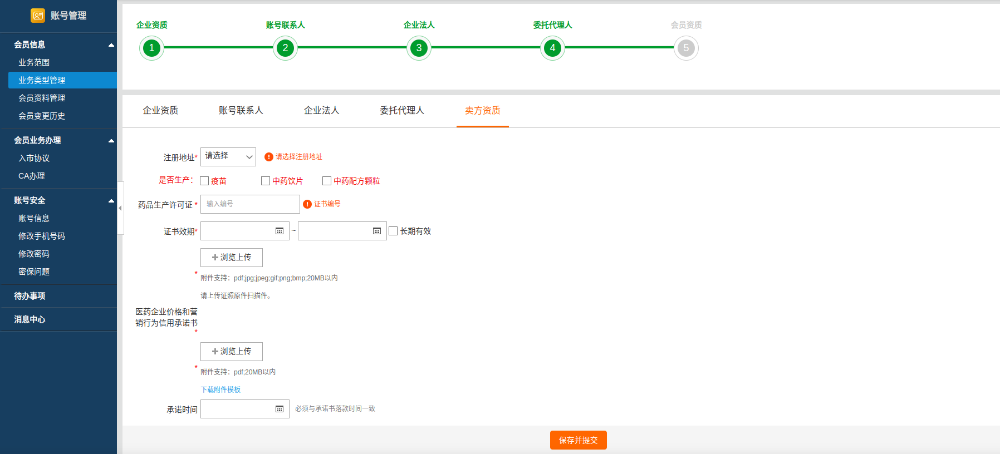 账号管理
会员信息
业务范围
业务类型管理
会员资料管理
会员变更历史
会员业务办理
入市协议
CA办理
账号安全
账号信息
修改手机号码
修改密码
密保问题
待办事项
消息中心
企业资质 账号联系人 企业法人 委托代理人 会员资质
1 2 3 4 5
企业资质 账号联系人 企业法人 委托代理人 卖方资质
注册地址* 请选择 请选择注册地址
是否生产： 疫苗 中药饮片 中药配方颗粒
药品生产许可证 * 输入编号 证书编号
证书效期* ~ 长期有效
浏览上传
* 附件支持：pdf;jpg;jpeg;gif;png;bmp;20MB以内
请上传证照原件扫描件。
医药企业价格和营
销行为信用承诺书
*
浏览上传
* 附件支持：pdf;20MB以内
下载附件模板
承诺时间 必须与承诺书落款时间一致
保存并提交